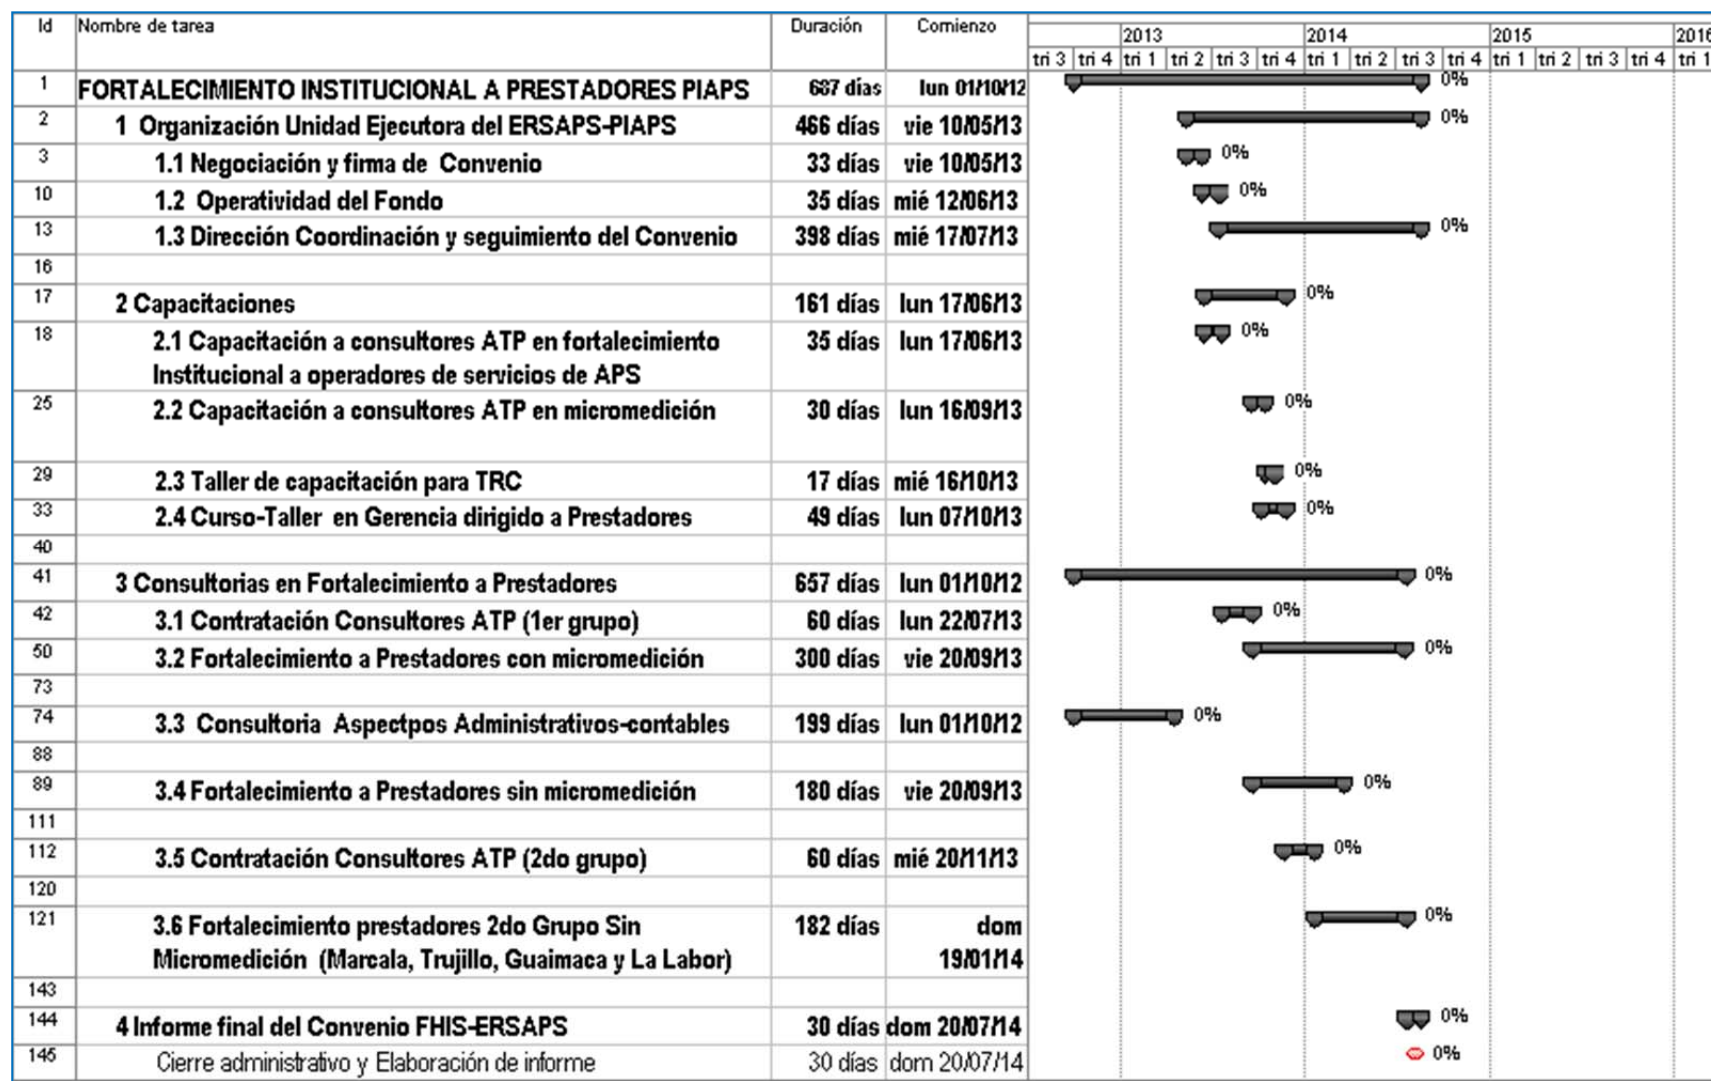 Id Nombre de tarea Duración Comienzo
2013 2014 2015 2016
tri 3 tri 4 tri 1 tri 2 tri 3 tri 4 tri 1 tri 2 tri 3 tri 4 tri 1 tri 2 tri 3 tri 4 tri 1
1 FORTALECIMIENTO INSTITUCIONAL A PRESTADORES PIAPS 687 días lun 01/10/12 0%
2 1 Organización Unidad Ejecutora del ERSAPS-PIAPS 466 días vie 10/05/13 0%
3 1.1 Negociación y firma de Convenio 33 días vie 10/05/13 0%
10 1.2 Operatividad del Fondo 35 días mié 12/06/13 0%
13 1.3 Dirección Coordinación y seguimiento del Convenio 398 días mié 17/07/13 0%
16
17 2 Capacitaciones 161 días lun 17/06/13 0%
18 2.1 Capacitación a consultores ATP en fortalecimiento 35 días lun 17/06/13 0%
Institucional a operadores de servicios de APS
25 2.2 Capacitación a consultores ATP en micromedición 30 días lun 16/09/13 0%
29 2.3 Taller de capacitación para TRC 17 días mié 16/10/13 0%
33 2.4 Curso-Taller en Gerencia dirigido a Prestadores 49 días lun 07/10/13 0%
40
41 3 Consultorias en Fortalecimiento a Prestadores 657 días lun 01/10/12 0%
42 3.1 Contratación Consultores ATP (1er grupo) 60 días lun 22/07/13 0%
50 3.2 Fortalecimiento a Prestadores con micromedición 300 días vie 20/09/13 0%
73
74 3.3 Consultoria Aspectpos Administrativos-contables 199 días lun 01/10/12 0%
88
89 3.4 Fortalecimiento a Prestadores sin micromedición 180 días vie 20/09/13 0%
111
112 3.5 Contratación Consultores ATP (2do grupo) 60 días mié 20/11/13 0%
120
121 3.6 Fortalecimiento prestadores 2do Grupo Sin 182 días dom 0%
Micromedición (Marcala, Trujillo, Guaimaca y La Labor) 19/01/14
143
144 4 Informe final del Convenio FHIS-ERSAPS 30 días dom 20/07/14 0%
145 Cierre administrativo y Elaboración de informe 30 días dom 20/07/14 0%